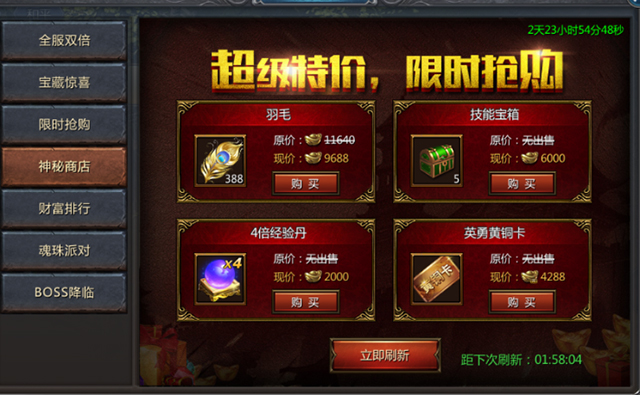 全服双倍
宝藏惊喜
限时抢购
神秘商店
财富排行
魂珠派对
BOSS降临
2天23小时54分48秒
超级特价，限时抢购
羽毛
原价：11640
现价：9688
388
购买
技能宝箱
原价：无出售
现价：6000
5
购买
4倍经验丹
原价：无出售
现价：2000
×4
购买
英勇黄铜卡
原价：无出售
现价：4288
黄铜卡
购买
立即刷新
距下次刷新：01:58:04